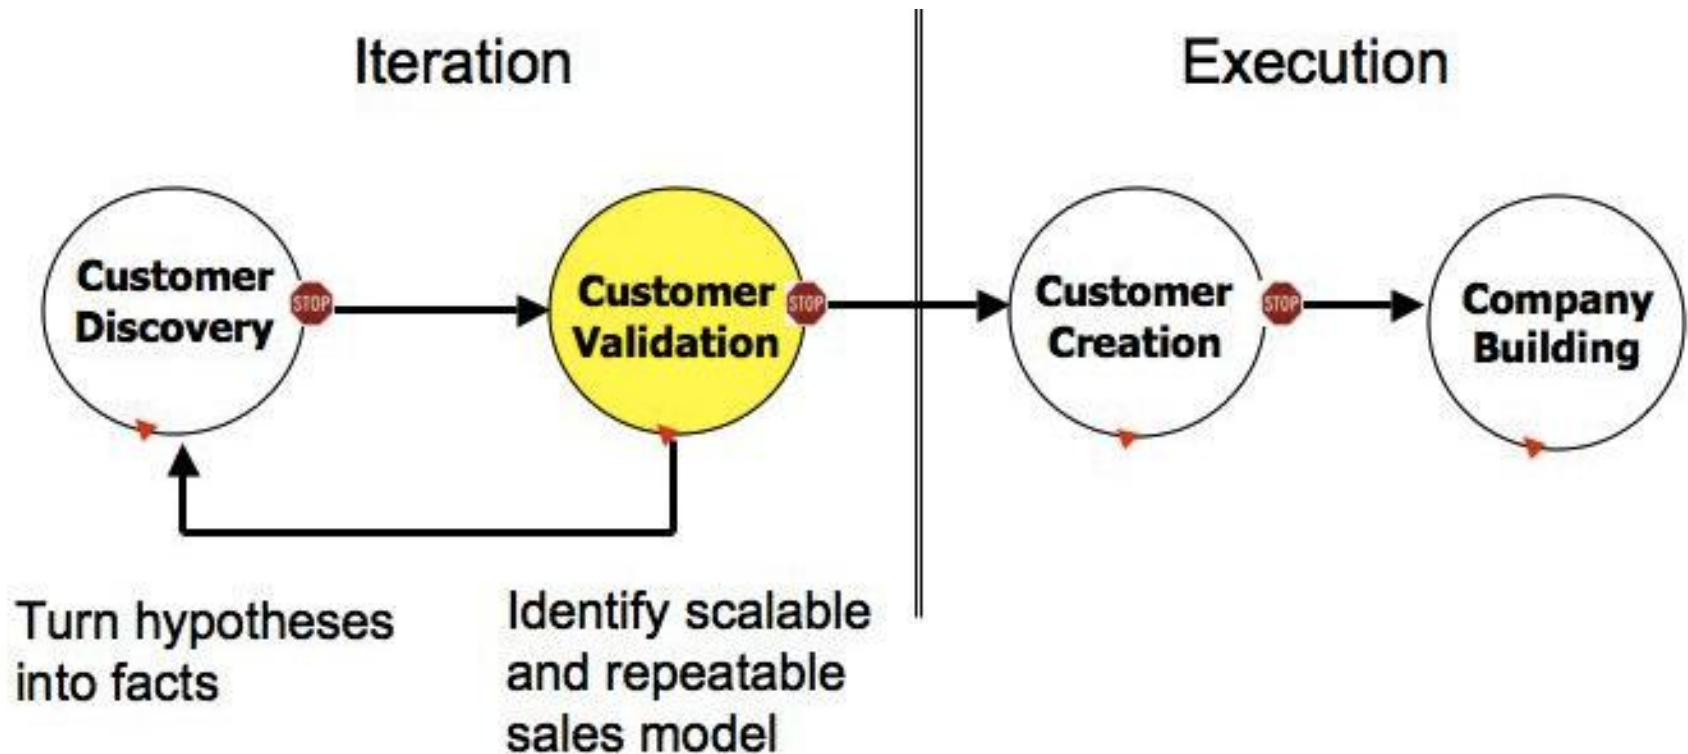 Iteration
Execution
Customer
Discovery
STOP
Customer
Validation
STOP
Customer
Creation
STOP
Company
Building
Turn hypotheses
into facts
Identify scalable
and repeatable
sales model